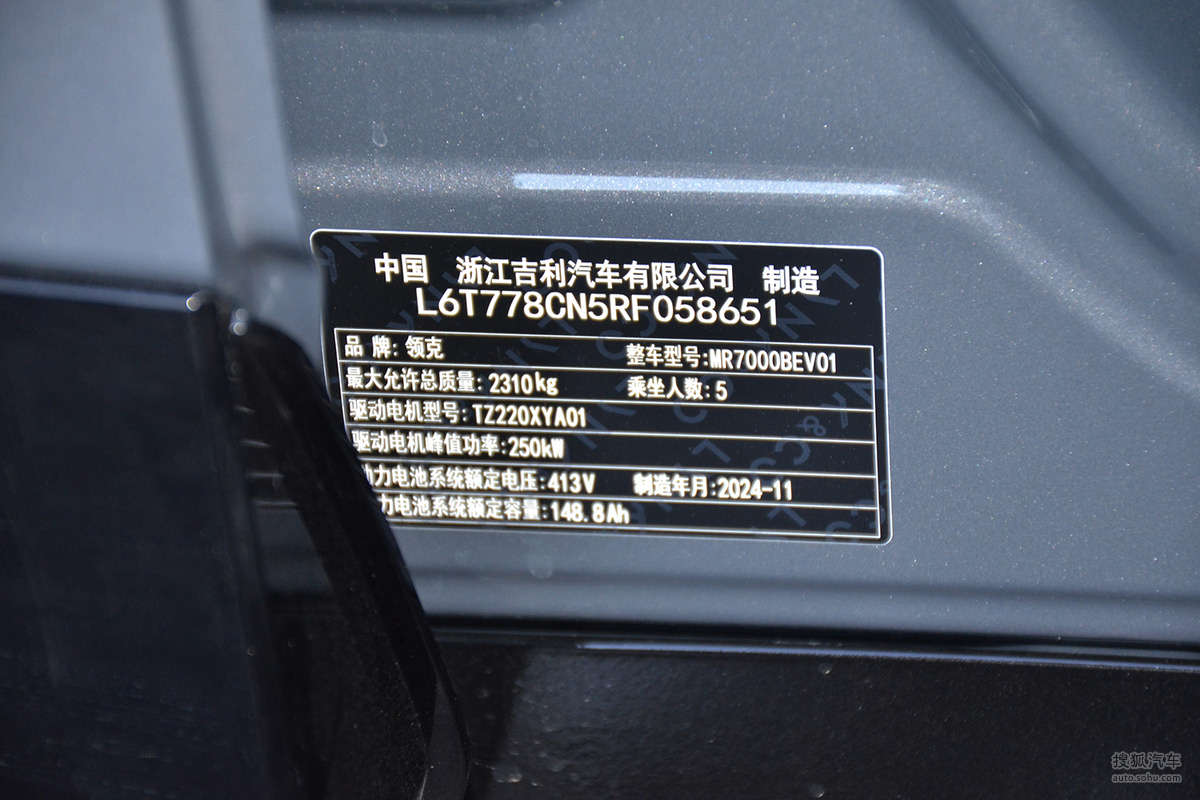 中国 浙江吉利汽车有限公司 制造
L6T778CN5RF058651
品 牌: 领克 整车型号:MR7000BEV01
最大允许总质量: 2310kg 乘坐人数: 5
驱动电机型号: TZ220XYA01
驱动电机峰值功率:250kW
动力电池系统额定电压:413V 制造年月:2024-11
力电池系统额定容量:148.8Ah
搜狐汽车
auto.sohu.com